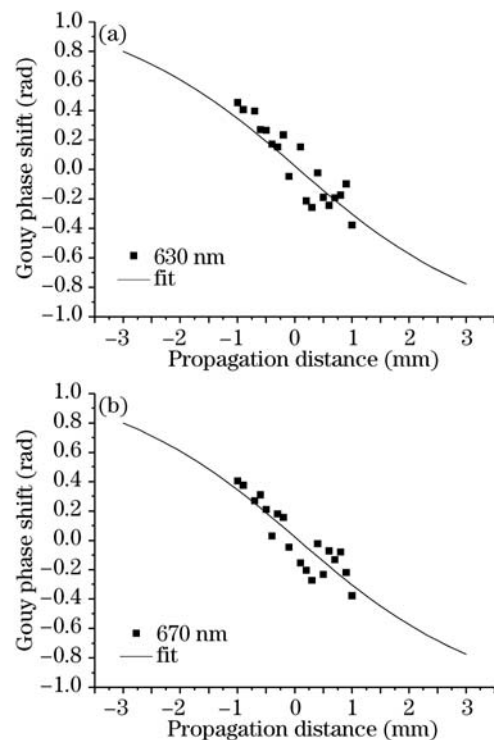 (a)
Gouy phase shift (rad)
1.0
0.8
0.6
0.4
0.2
0.0
−0.2
−0.4
−0.6
−0.8
−1.0
630 nm
fit
−3 −2 −1 0 1 2 3
Propagation distance (mm)
(b)
Gouy phase shift (rad)
1.0
0.8
0.6
0.4
0.2
0.0
−0.2
−0.4
−0.6
−0.8
−1.0
670 nm
fit
−3 −2 −1 0 1 2 3
Propagation distance (mm)